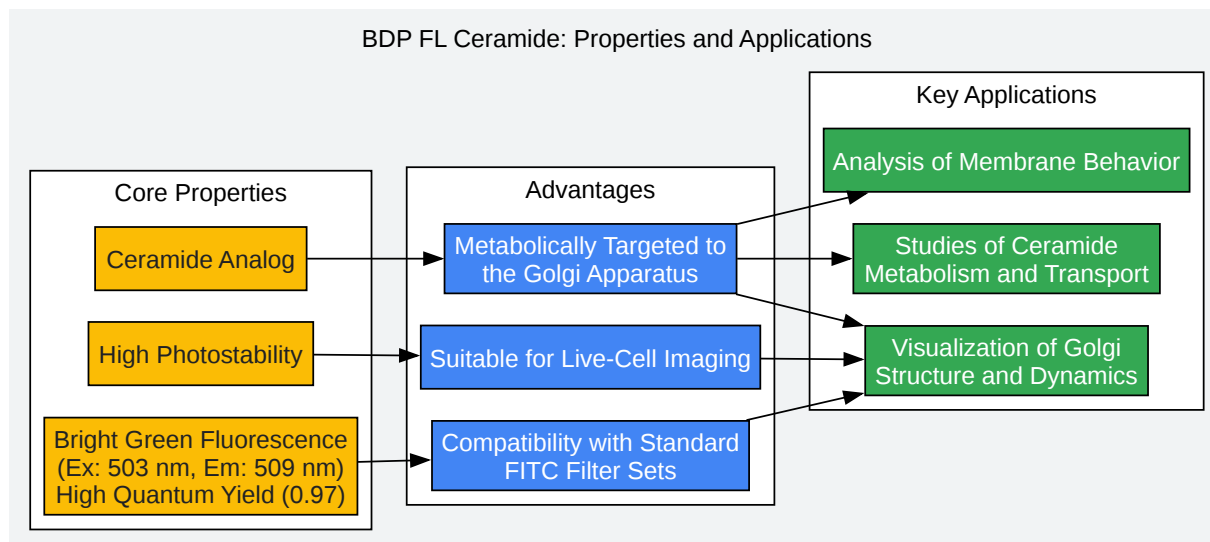 BDP FL Ceramide: Properties and Applications
Core Properties
Ceramide Analog
High Photostability
Bright Green Fluorescence
(Ex: 503 nm, Em: 509 nm)
High Quantum Yield (0.97)
Advantages
Metabolically Targeted to
the Golgi Apparatus
Suitable for Live-Cell Imaging
Compatibility with Standard
FITC Filter Sets
Key Applications
Analysis of Membrane Behavior
Studies of Ceramide
Metabolism and Transport
Visualization of Golgi
Structure and Dynamics